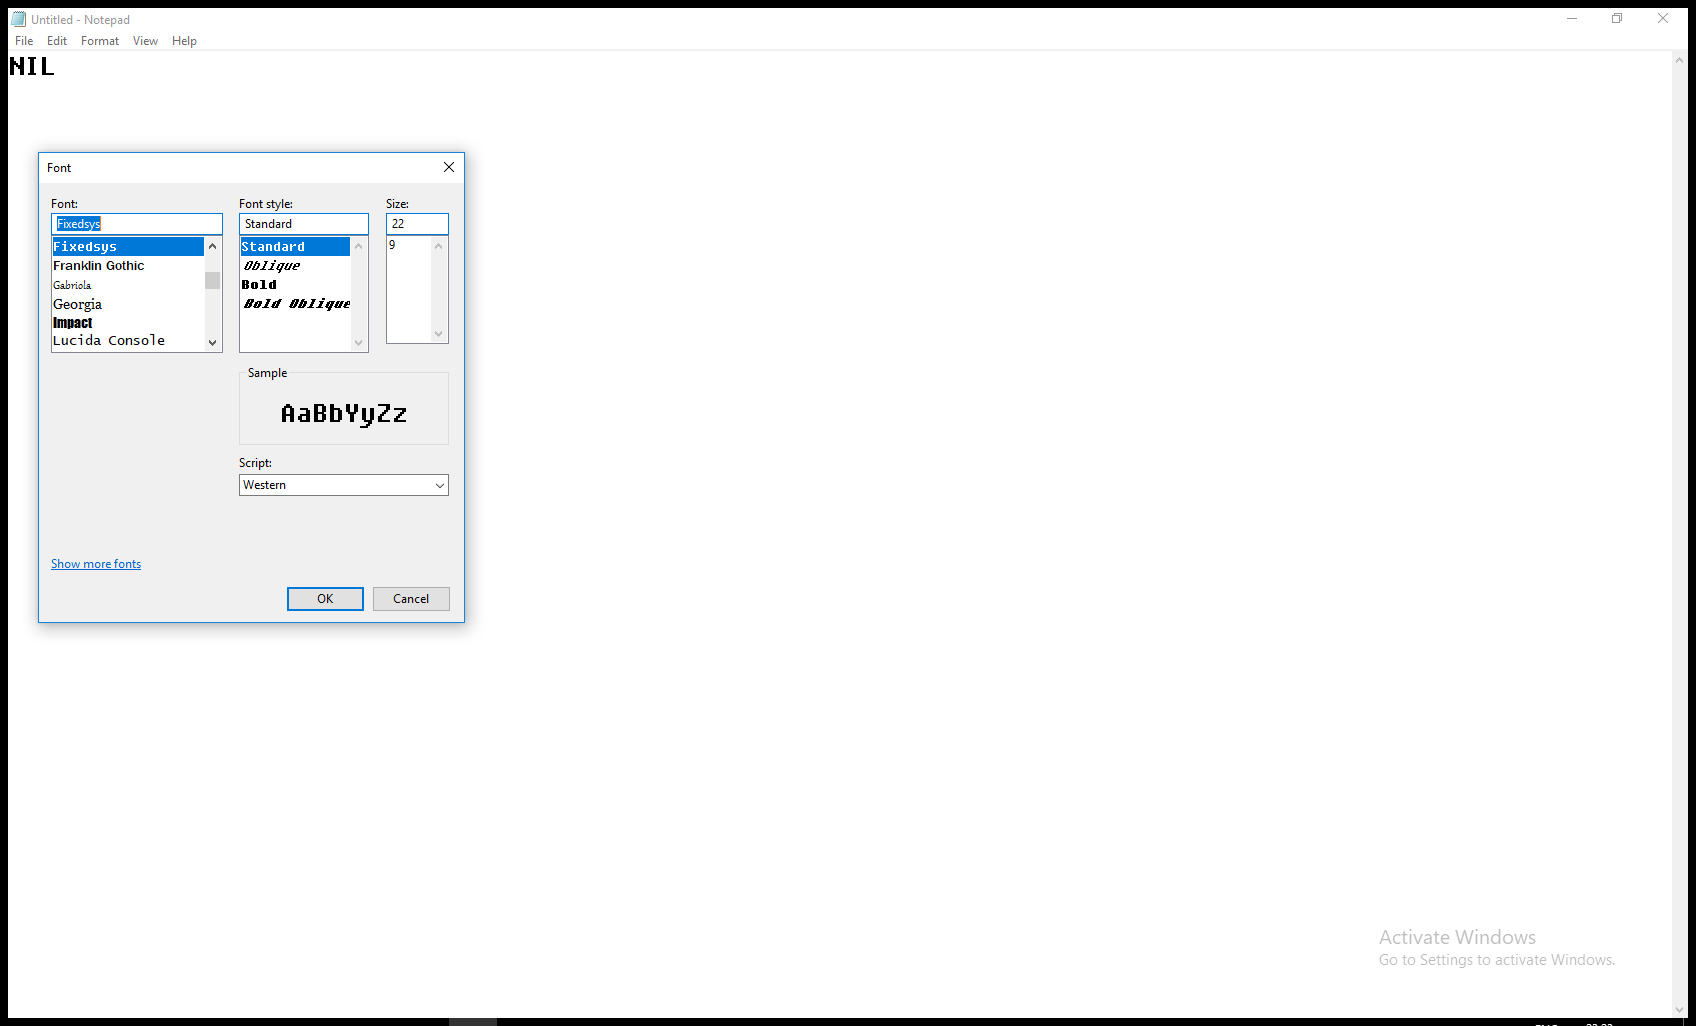 Untitled - Notepad
File Edit Format View Help
NIL
Font
Font: Font style: Size:
Fixedsys Standard 22
Fixedsys Standard 9
Franklin Gothic Oblique
Gabriola Bold
Georgia Bold Oblique
Impact
Lucida Console
Sample
AaBbYyZz
Script:
Western
Show more fonts
OK Cancel
Activate Windows
Go to Settings to activate Windows.